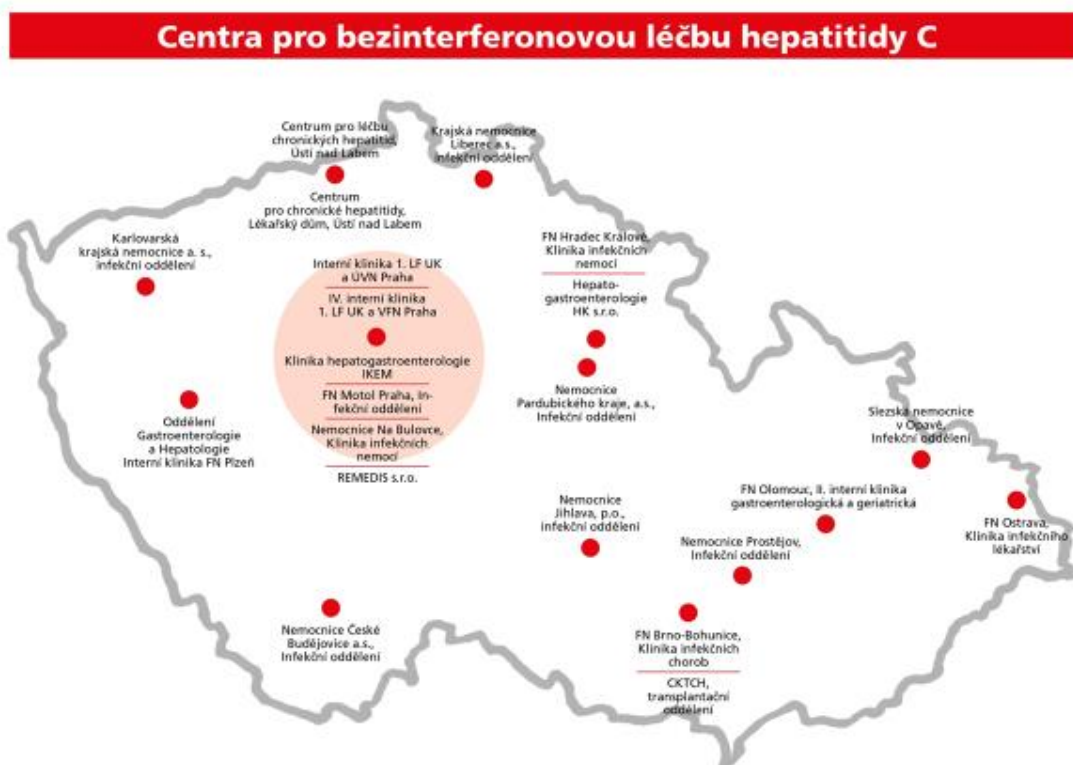 Centra pro bezinterferonovou léčbu hepatitidy C
Centrum pro léčbu
chronických hepatitid,
Ústí nad Labem
Centrum
pro chronické hepatitidy,
Lékařský dům, Ústí nad Labem
Krajská nemocnice
Liberec a.s.,
infekční oddělení
Karlovarská
krajská nemocnice a. s.,
infekční oddělení
Interní klinika 1. LF UK
a ÚVN Praha
IV. interní klinika
1. LF UK a VFN Praha
Klinika hepatogastroenterologie
IKEM
FN Motol Praha, In-
fekční oddělení
Nemocnice Na Bulovce,
Klinika infekčních
nemocí
REMEDIS s.r.o.
FN Hradec Králové,
Klinika infekčních
nemocí
Hepato-
gastroenterologie
HK s.r.o.
Nemocnice
Pardubického kraje, a.s.,
Infekční oddělení
Oddělení
Gastroenterologie
a Hepatologie
Interní klinika FN Plzeň
Slezská nemocnice
v Opavě,
Infekční oddělení
FN Olomouc, II. interní klinika
gastroenterologická a geriatrická
FN Ostrava,
Klinika infekčního
lékařství
Nemocnice
Jihlava, p.o.,
infekční oddělení
Nemocnice Prostějov,
Infekční oddělení
Nemocnice České
Budějovice a.s.,
Infekční oddělení
FN Brno-Bohunice,
Klinika infekčních
chorob
CKTCH,
transplantační
oddělení